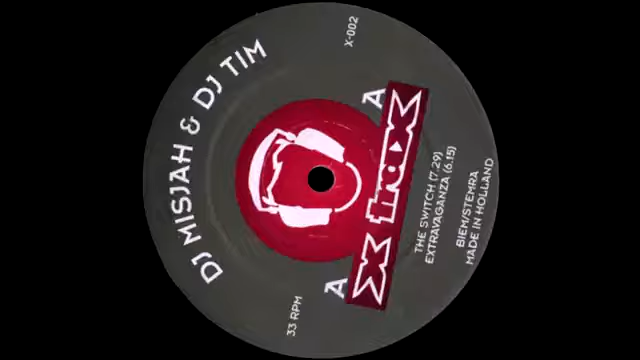 DJ MISJAH & DJ TIM
X-002
A
X trax
A
THE SWITCH (7.29)
EXTRAVAGANZA (6.15)
BIEM/STEMRA
MADE IN HOLLAND
33 RPM